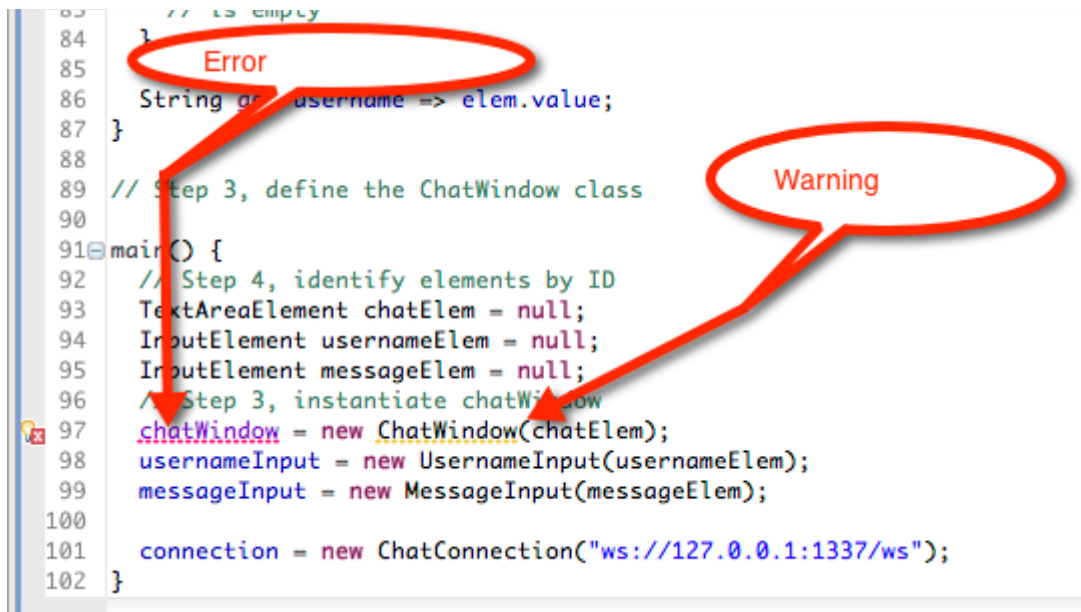 83 // is empty
84 }
Error
85
86 String username => elem.value;
87 }
88
89 // Step 3, define the ChatWindow class
Warning
90
91 main() {
92 // Step 4, identify elements by ID
93 TextAreaElement chatElem = null;
94 InputElement usernameElem = null;
95 InputElement messageElem = null;
96 // Step 3, instantiate chatWindow
97 chatWindow = new ChatWindow(chatElem);
98 usernameInput = new UsernameInput(usernameElem);
99 messageInput = new MessageInput(messageElem);
100
101 connection = new ChatConnection("ws://127.0.0.1:1337/ws");
102 }